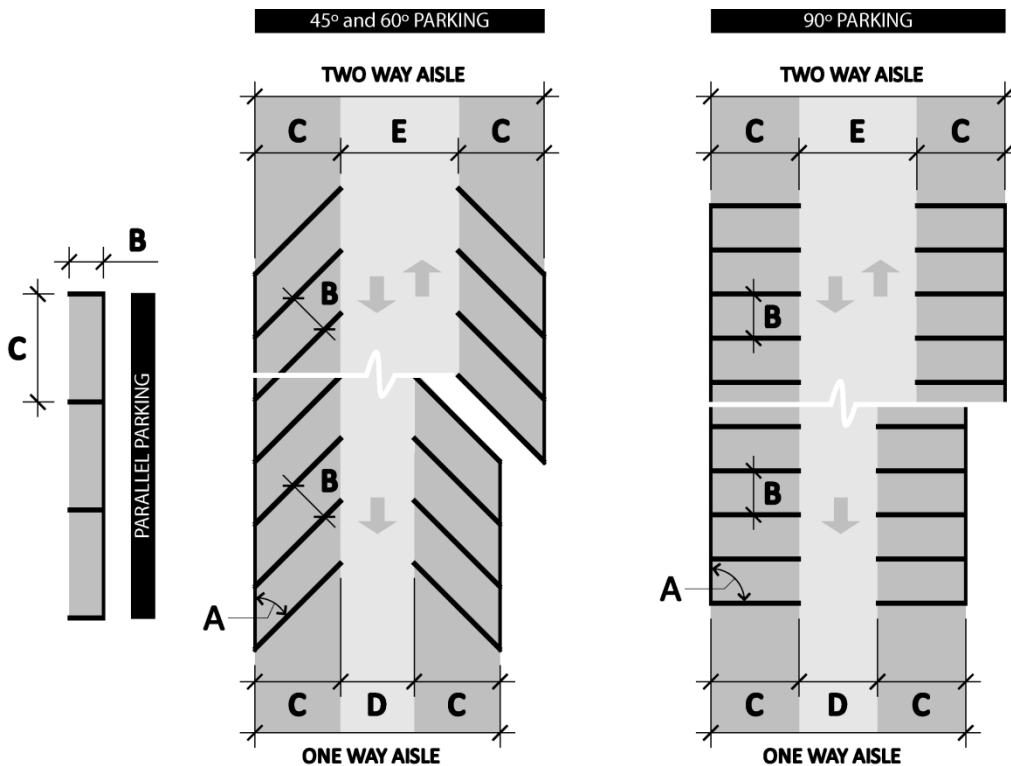 45º and 60º PARKING
90º PARKING
TWO WAY AISLE
TWO WAY AISLE
C E C
C E C
B
B
B
C
PARALLEL PARKING
B
B
A
A
C D C
C D C
ONE WAY AISLE
ONE WAY AISLE